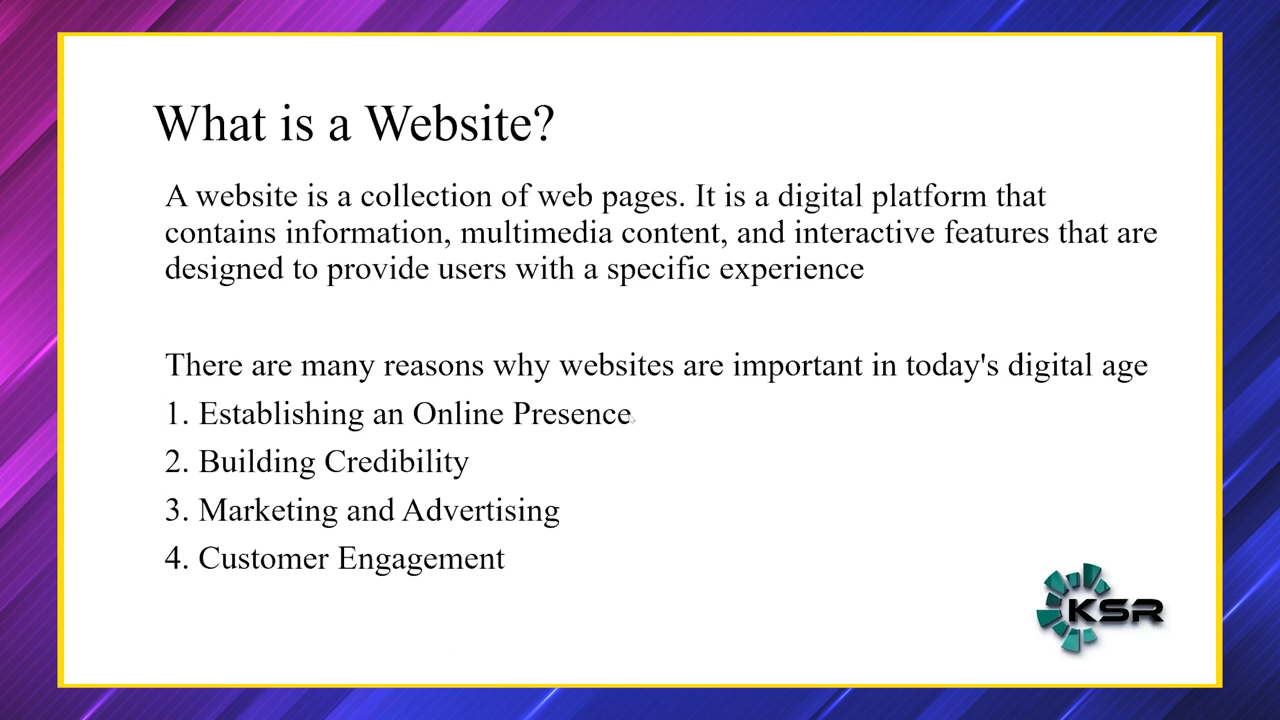 What is a Website?
A website is a collection of web pages. It is a digital platform that
contains information, multimedia content, and interactive features that are
designed to provide users with a specific experience
There are many reasons why websites are important in today's digital age
1. Establishing an Online Presence
2. Building Credibility
3. Marketing and Advertising
4. Customer Engagement
KSR